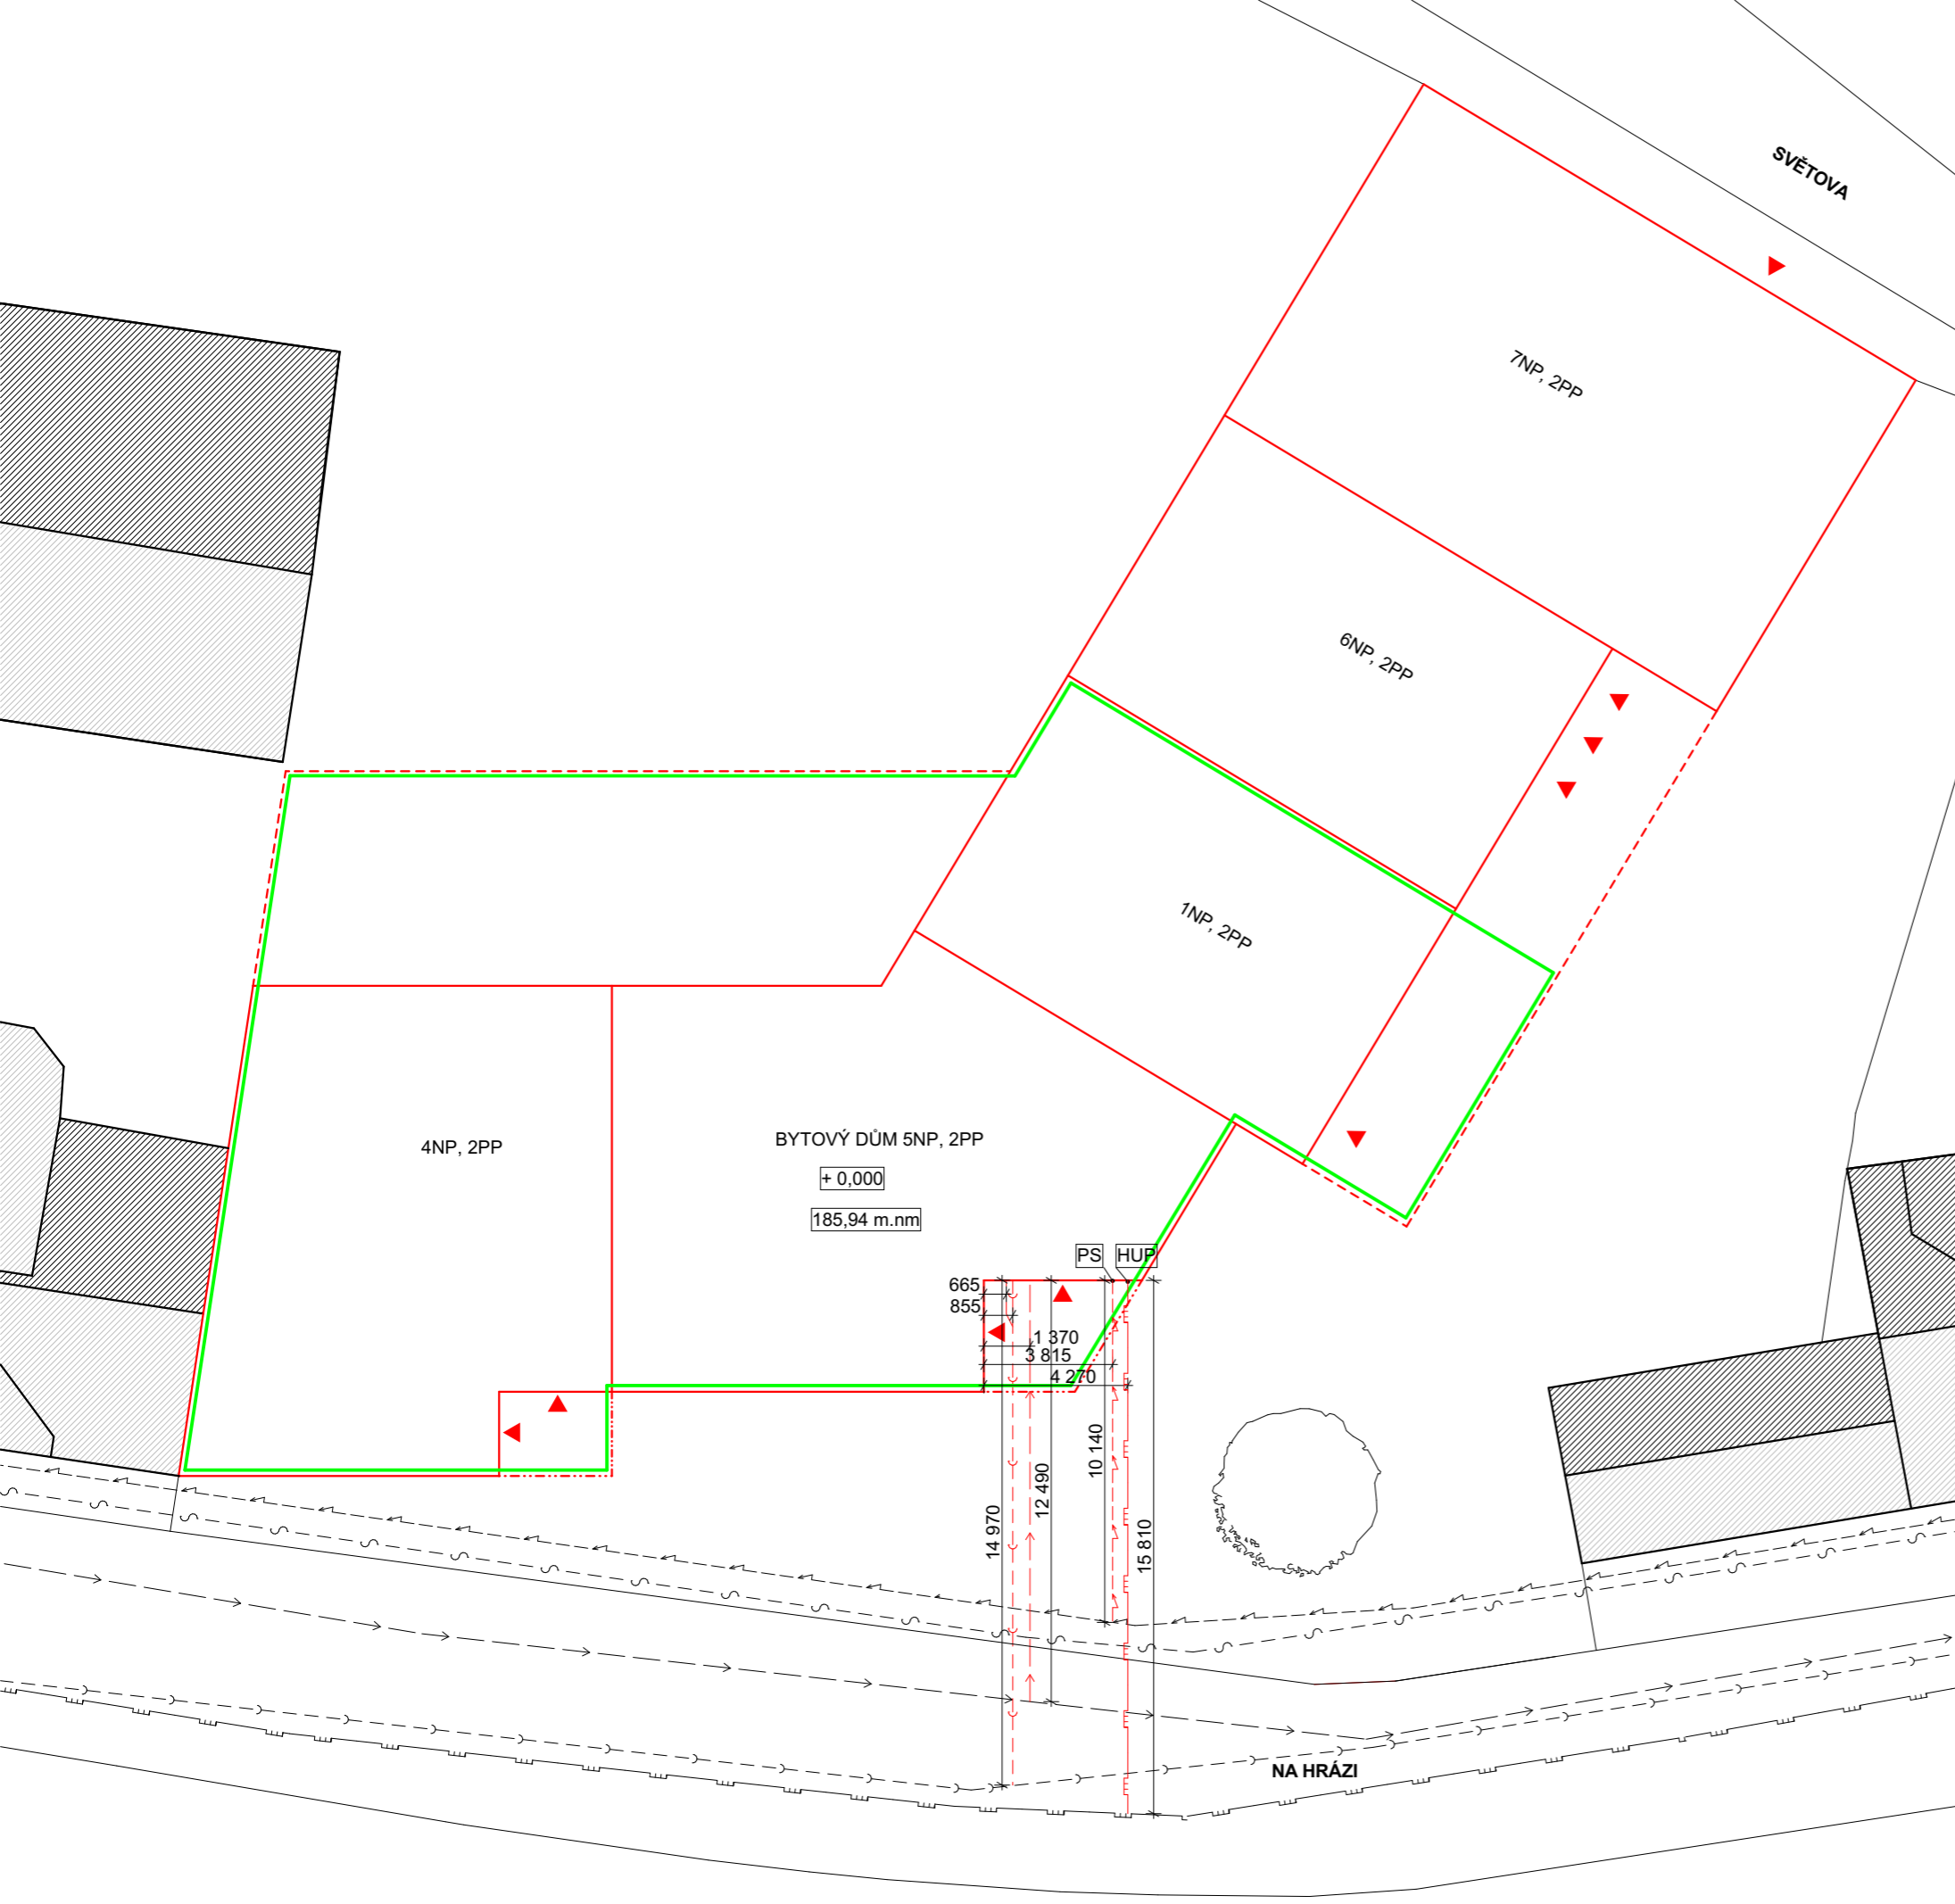 SVĚTOVA
7NP, 2PP
6NP, 2PP
1NP, 2PP
4NP, 2PP
BYTOVÝ DŮM 5NP, 2PP
+ 0,000
185,94 m.nm
PS
HUP
665
855
1 370
3 815
4 270
10 140
12 490
14 970
15 810
NA HRÁZI